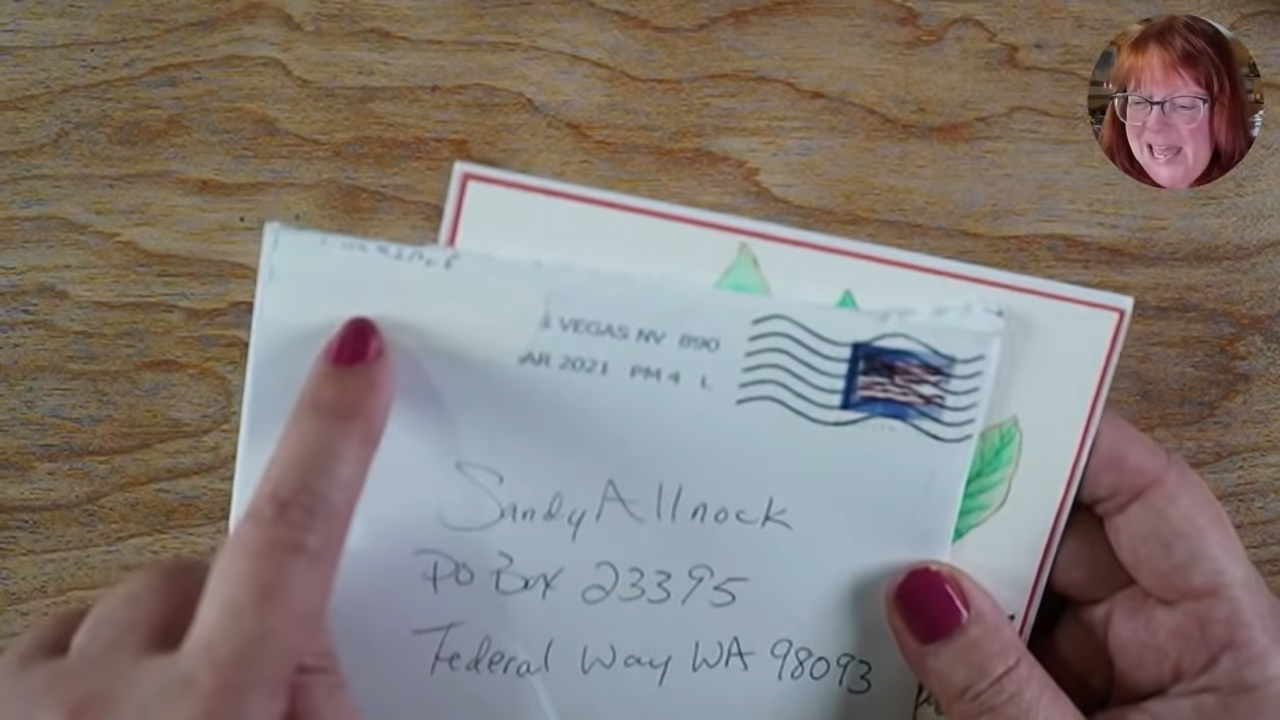 VEGAS NV 890
AR 2021 PM 4 L
Sandy Allnock
PO Box 23395
Federal Way WA 98093